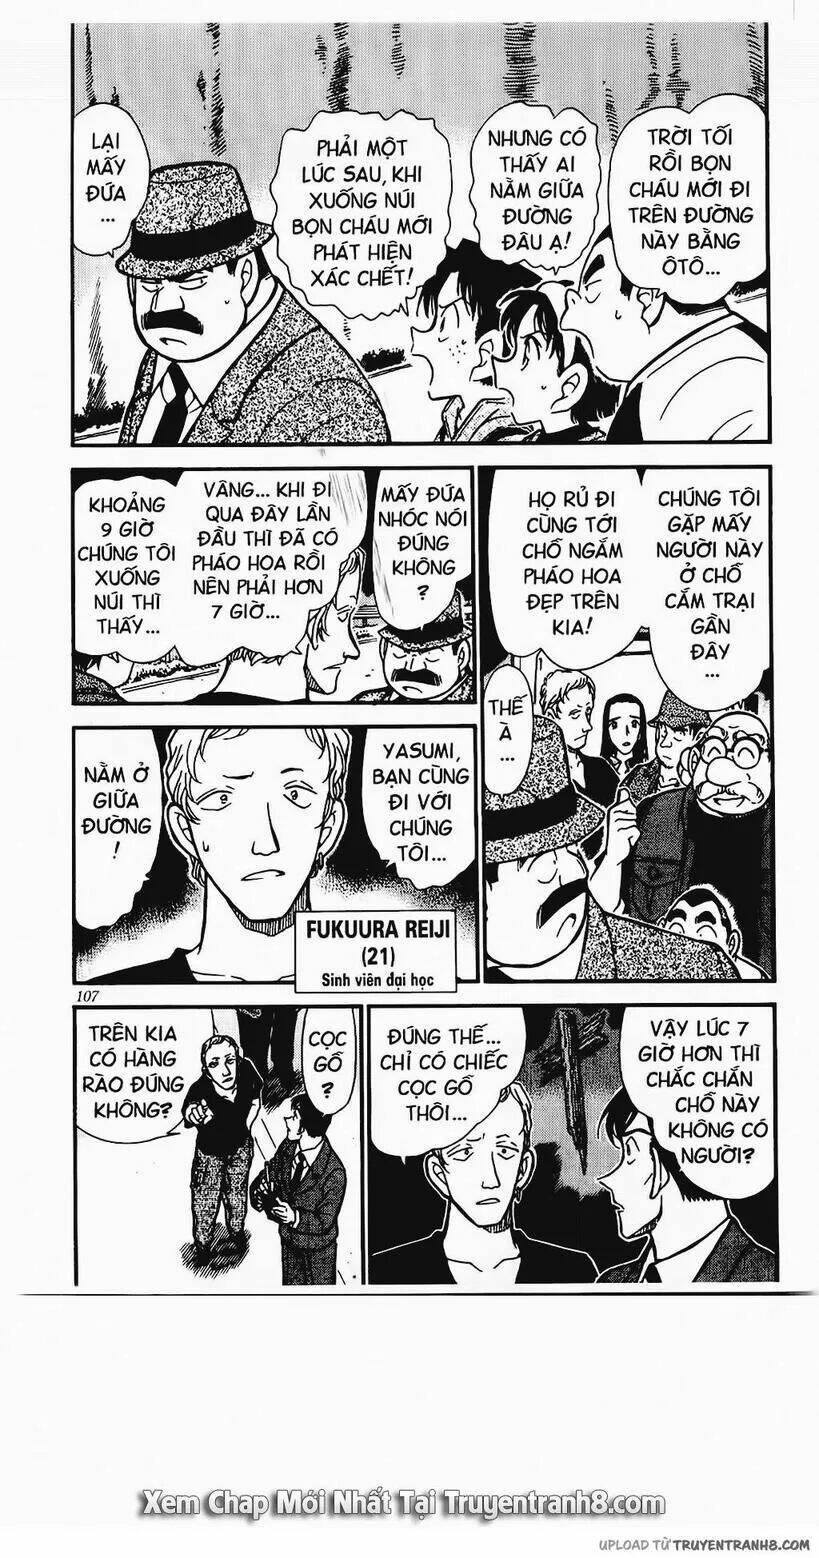 TRỜI TỐI
RỒI BỌN
CHÁU MỚI ĐI
TRÊN ĐƯỜNG
NÀY BẰNG
ÔTÔ...
NHƯNG CÓ
THẤY AI
NẰM GIỮA
ĐƯỜNG
ĐÂU Ạ!
PHẢI MỘT
LÚC SAU, KHI
XUỐNG NÚI
BỌN CHÁU MỚI
PHÁT HIỆN
XÁC CHẾT!
LẠI
MẤY
ĐỨA
...
CHÚNG TÔI
GẶP MẤY
NGƯỜI NÀY
Ở CHỖ
CẮM TRẠI
GẦN
ĐÂY
...
HỌ RỦ ĐI
CÙNG TỚI
CHỖ NGẮM
PHÁO HOA
ĐẸP TRÊN
KIA!
THẾ
À
...
MẤY ĐỨA
NHÓC NÓI
ĐÚNG
KHÔNG
?
VÂNG... KHI ĐI
QUA ĐÂY LẦN
ĐẦU THÌ ĐÃ CÓ
PHÁO HOA RỒI
NÊN PHẢI HƠN
7 GIỜ...
KHOẢNG
9 GIỜ
CHÚNG TÔI
XUỐNG
NÚI THÌ
THẤY...
YASUMI,
BẠN CÙNG
ĐI VỚI
CHÚNG
TÔI...
NẰM Ở
GIỮA
ĐƯỜNG
!
FUKUURA REIJI
(21)
Sinh viên đại học
107
VẬY LÚC 7
GIỜ HƠN THÌ
CHẮC CHẮN
CHỖ NÀY
KHÔNG CÓ
NGƯỜI?
ĐÚNG THẾ...
CHỈ CÓ CHIẾC
CỌC GỖ
THÔI...
CỌC
GỖ
?
TRÊN KIA
CÓ HÀNG
RÀO ĐÚNG
KHÔNG?
Xem Chap Mới Nhất Tại Truyentranh8.com
UPLOAD TỪ TRUYENTRANH8.COM